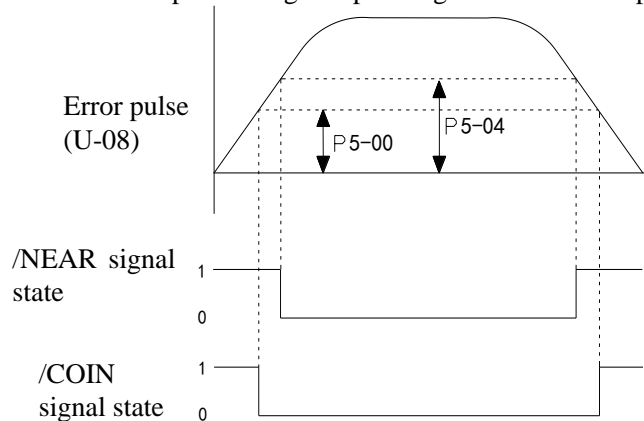 Error pulse
(U-08)
P5-04
P5-00
/NEAR signal
state
1
0
/COIN
signal state
1
0